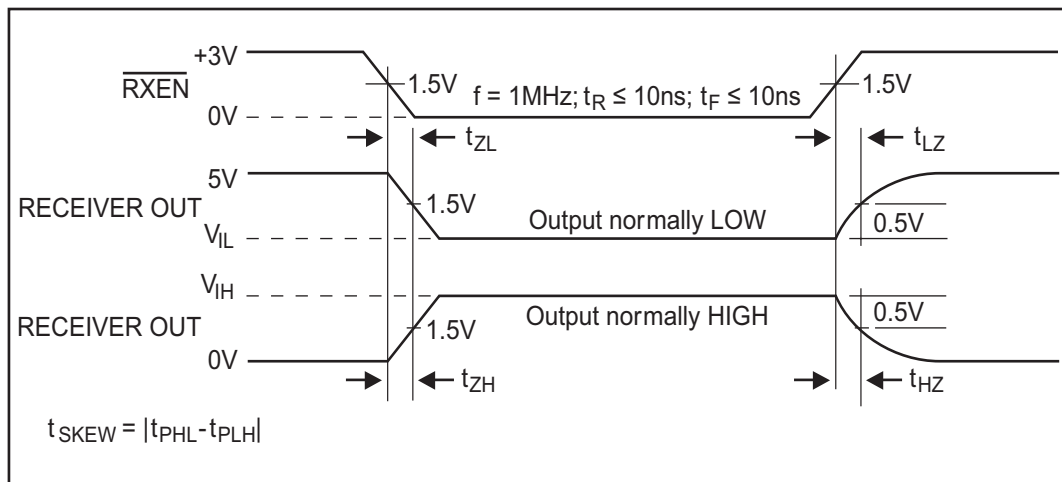 +3V
RXEN
0V
1.5V
f = 1MHz; tR ≤ 10ns; tF ≤ 10ns
1.5V
tZL
tLZ
5V
RECEIVER OUT
VIL
1.5V
Output normally LOW
0.5V
VIH
RECEIVER OUT
0V
1.5V
Output normally HIGH
0.5V
tZH
tHZ
tSKEW = |tPHL-tPLH|